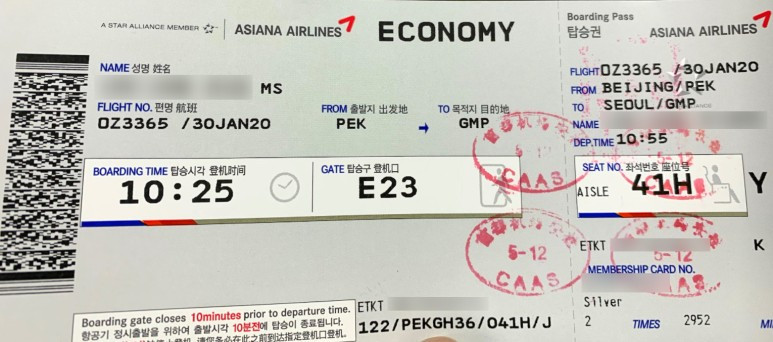 A STAR ALLIANCE MEMBER
ASIANA AIRLINES
ECONOMY
NAME 성명 姓名
MS
FLIGHT NO. 편명 航班
FROM 출발지 出发地
TO 목적지 目的地
OZ3365 /30JAN20
PEK
GMP
BOARDING TIME 탑승시각 登机时间
GATE 탑승구 登机口
10:25
E23
Boarding gate closes 10minutes prior to departure time.
항공기 정시출발을 위하여 출발시각 10분전에 탑승이 종료됩니다.
ETKT
122/PEKGH36/041H/J
CAAS
5-12
CAAS
Boarding Pass
탑승권
ASIANA AIRLINES
FLIGHT OZ3365 /30JAN20
FROM BEIJING/PEK
TO SEOUL/GMP
NAME
DEP.TIME 10:55
SEAT NO. 좌석번호 座位号
AISLE 41H
Y
ETKT
K
5-12
CAAS
MEMBERSHIP CARD NO.
Silver
2 TIMES 2952